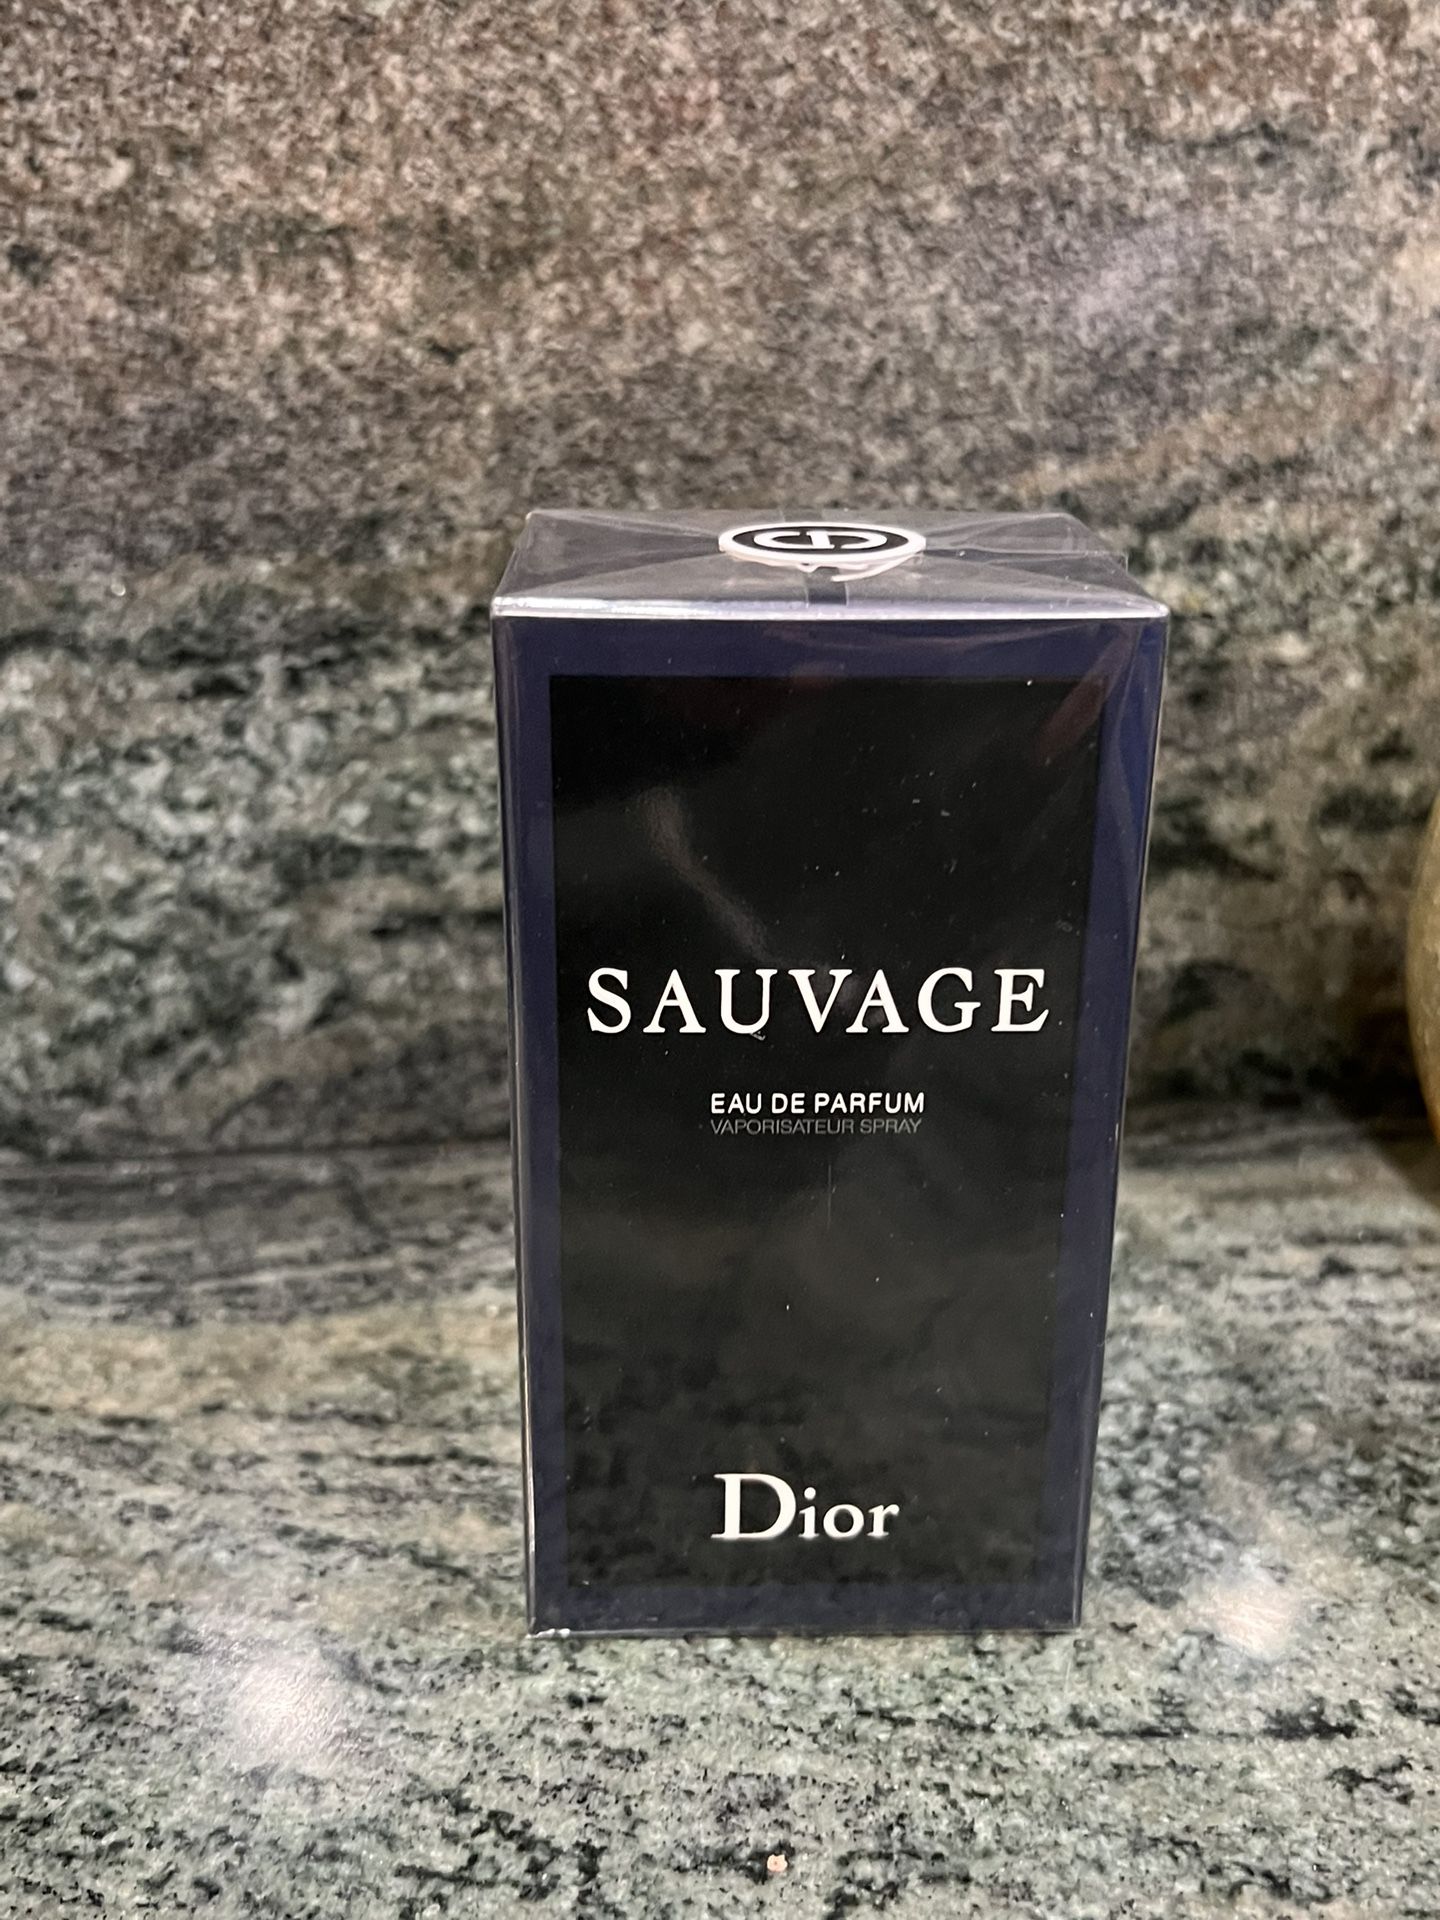 SAUVAGE
EAU DE PARFUM
VAPORISATEUR SPRAY
Dior